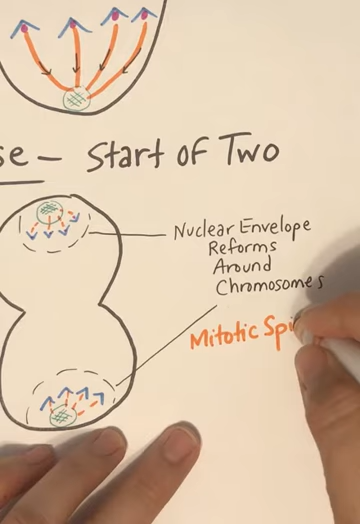 se – Start of Two
Nuclear Envelope
Reforms
Around
Chromosomes
Mitotic Spi